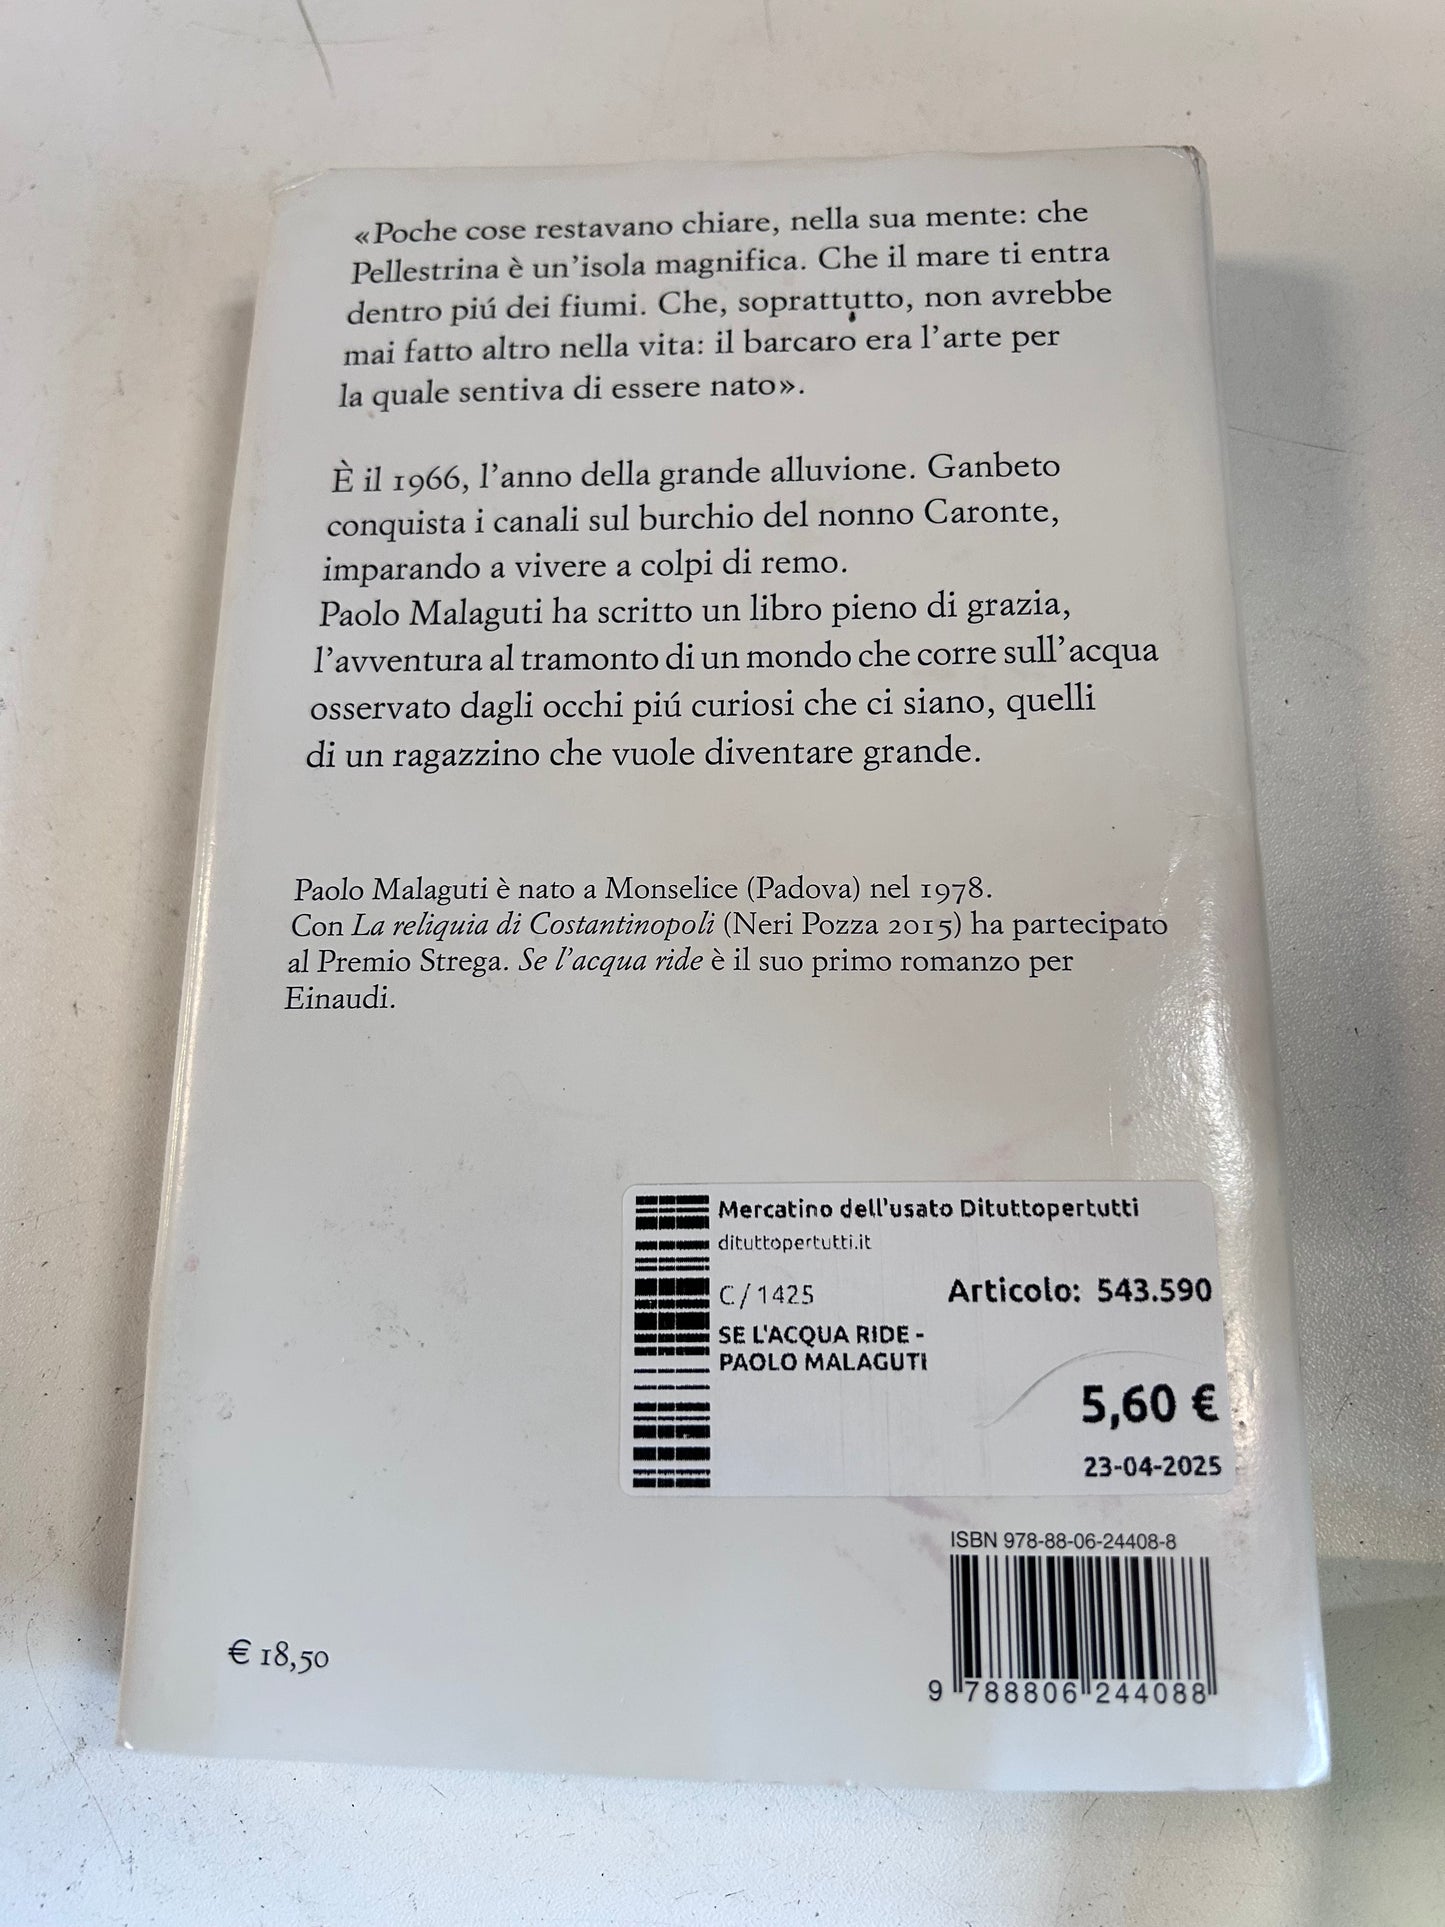 «Poche cose restavano chiare, nella sua mente: che
Pellestrina è un'isola magnifica. Che il mare ti entra
dentro piú dei fiumi. Che, soprattutto, non avrebbe
mai fatto altro nella vita: il barcaro era l'arte per
la quale sentiva di essere nato».
È il 1966, l'anno della grande alluvione. Ganbeto
conquista i canali sul burchio del nonno Caronte,
imparando a vivere a colpi di remo.
Paolo Malaguti ha scritto un libro pieno di grazia,
l'avventura al tramonto di un mondo che corre sull'acqua
osservato dagli occhi piú curiosi che ci siano, quelli
di un ragazzino che vuole diventare grande.
Paolo Malaguti è nato a Monselice (Padova) nel 1978.
Con La reliquia di Costantinopoli (Neri Pozza 2015) ha partecipato
al Premio Strega. Se l'acqua ride è il suo primo romanzo per
Einaudi.
Mercatino dell'usato Dituttopertutti
dituttopertutti.it
C/1425 Articolo: 543.590
SE L'ACQUA RIDE -
PAOLO MALAGUTI
5,60 €
23-04-2025
ISBN 978-88-06-24408-8
9 788806 244088
€ 18,50